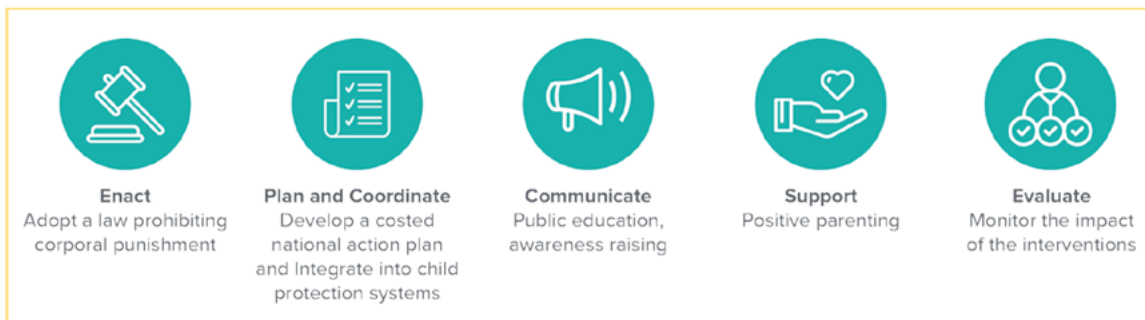 Enact
Adopt a law prohibiting
corporal punishment
Plan and Coordinate
Develop a costed
national action plan
and Integrate into child
protection systems
Communicate
Public education,
awareness raising
Support
Positive parenting
Evaluate
Monitor the impact
of the interventions